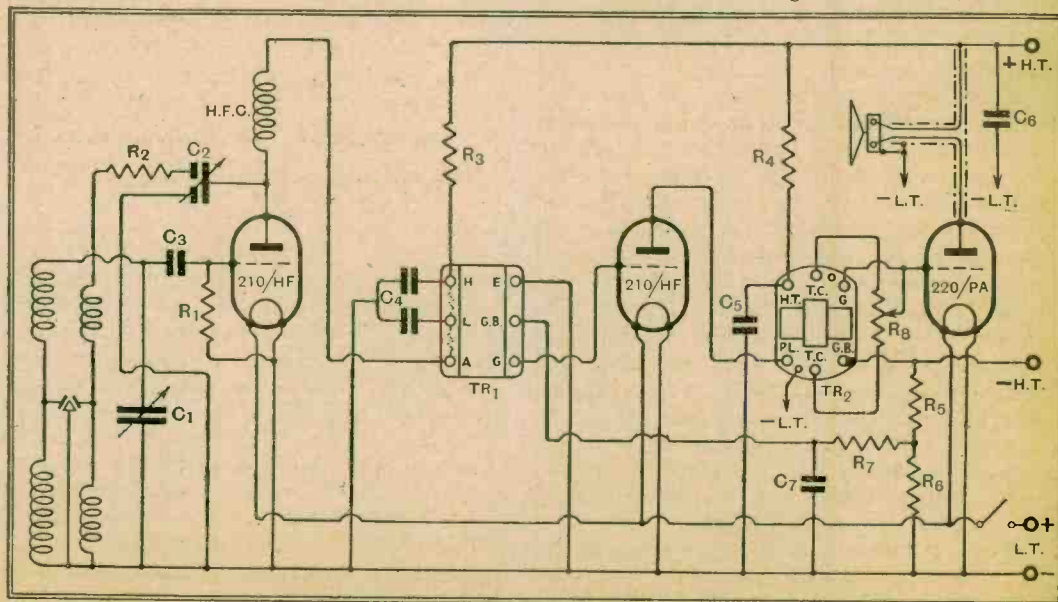 + H.T.
H.F.C.
C6
R2
C2
R3
R4
- L.T.
- L.T.
C3
210/HF
210/HF
220/PA
R1
C4
H
E
L
G.B.
A
G
TR1
C5
T.C.
H.T.
G
PL.
T.C.
G.B.
TR2
R8
- H.T.
- L.T.
C1
R5
R7
R6
C7
+
L.T.
-